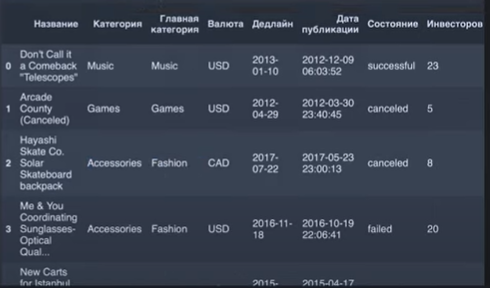 Название Категория Главная категория Валюта Дедлайн Дата публикации Состояние Инвесторов
0 Don't Call it a Comeback "Telescopes" Music Music USD 2013-01-10 2012-12-09 06:03:52 successful 23
1 Arcade County (Canceled) Games Games USD 2012-04-29 2012-03-30 23:40:45 canceled 5
2 Hayashi Skate Co. Solar Skateboard backpack Accessories Fashion CAD 2017-07-22 2017-05-23 23:00:13 canceled 8
3 Me & You Coordinating Sunglasses-Optical Qual... Accessories Fashion USD 2016-11-18 2016-10-19 22:06:41 failed 20
New Carts for Istanbul 2015- 2015-04-17